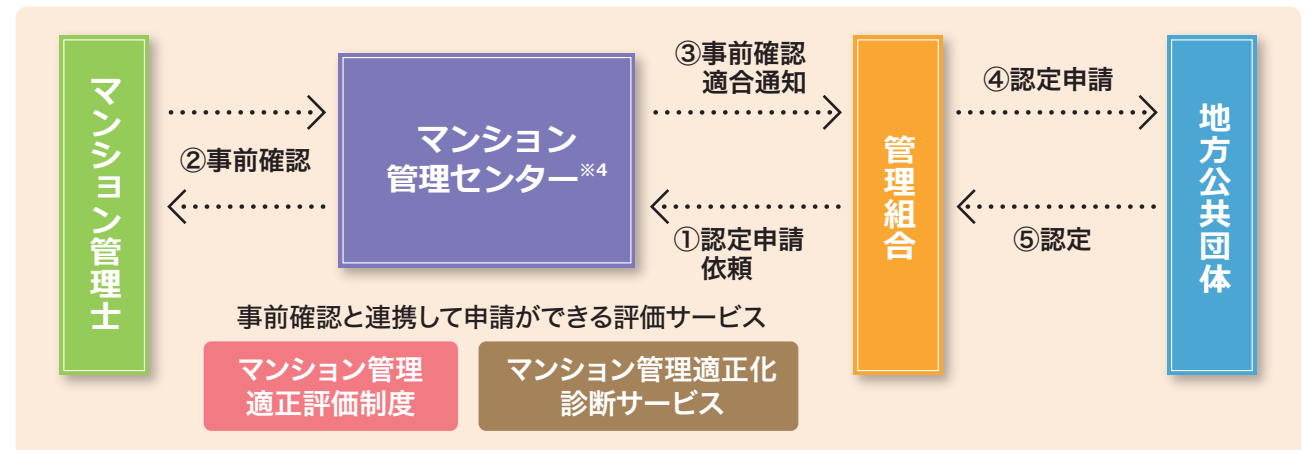 マンション管理士
②事前確認
マンション
管理センター※4
③事前確認
適合通知
①認定申請
依頼
管理組合
④認定申請
⑤認定
地方公共団体
事前確認と連携して申請ができる評価サービス
マンション管理
適正評価制度
マンション管理適正化
診断サービス